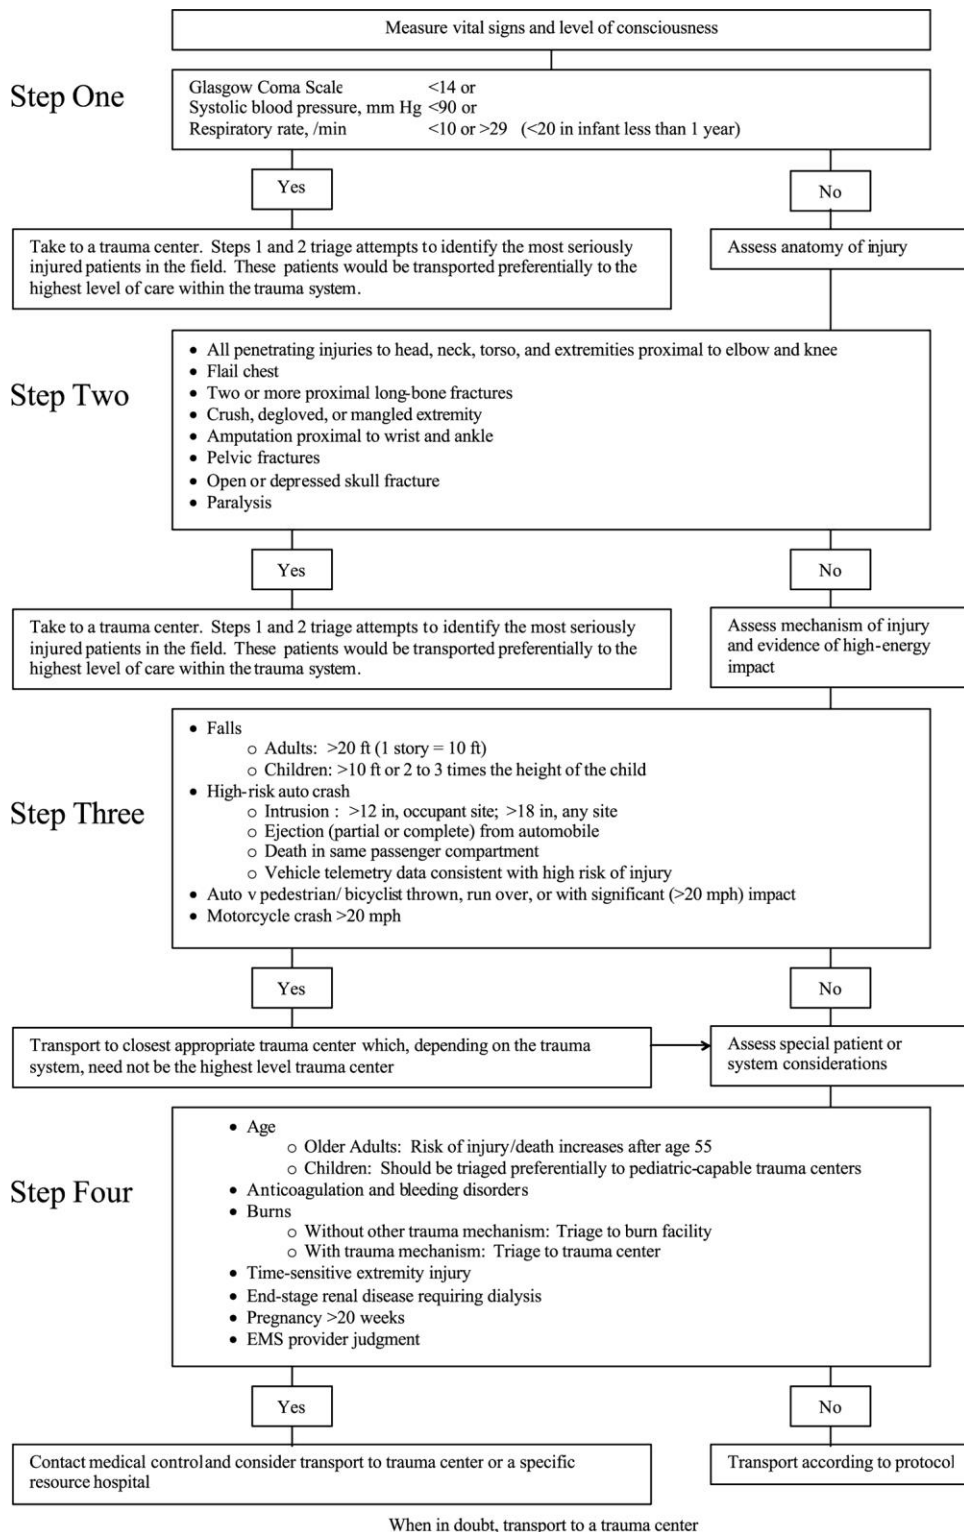 Measure vital signs and level of consciousness
Step One
Glasgow Coma Scale <14 or
Systolic blood pressure, mm Hg <90 or
Respiratory rate, /min <10 or >29 (<20 in infant less than 1 year)
Yes
No
Take to a trauma center. Steps 1 and 2 triage attempts to identify the most seriously
injured patients in the field. These patients would be transported preferentially to the
highest level of care within the trauma system.
Assess anatomy of injury
Step Two
• All penetrating injuries to head, neck, torso, and extremities proximal to elbow and knee
• Flail chest
• Two or more proximal long-bone fractures
• Crush, degloved, or mangled extremity
• Amputation proximal to wrist and ankle
• Pelvic fractures
• Open or depressed skull fracture
• Paralysis
Yes
No
Take to a trauma center. Steps 1 and 2 triage attempts to identify the most seriously
injured patients in the field. These patients would be transported preferentially to the
highest level of care within the trauma system.
Assess mechanism of injury
and evidence of high-energy
impact
Step Three
• Falls
o Adults: >20 ft (1 story = 10 ft)
o Children: >10 ft or 2 to 3 times the height of the child
• High-risk auto crash
o Intrusion : >12 in, occupant site; >18 in, any site
o Ejection (partial or complete) from automobile
o Death in same passenger compartment
o Vehicle telemetry data consistent with high risk of injury
• Auto v pedestrian/ bicyclist thrown, run over, or with significant (>20 mph) impact
• Motorcycle crash >20 mph
Yes
No
Transport to closest appropriate trauma center which, depending on the trauma
system, need not be the highest level trauma center
Assess special patient or
system considerations
Step Four
• Age
o Older Adults: Risk of injury/death increases after age 55
o Children: Should be triaged preferentially to pediatric-capable trauma centers
• Anticoagulation and bleeding disorders
• Burns
o Without other trauma mechanism: Triage to burn facility
o With trauma mechanism: Triage to trauma center
• Time-sensitive extremity injury
• End-stage renal disease requiring dialysis
• Pregnancy >20 weeks
• EMS provider judgment
Yes
No
Contact medical control and consider transport to trauma center or a specific
resource hospital
Transport according to protocol
When in doubt, transport to a trauma center